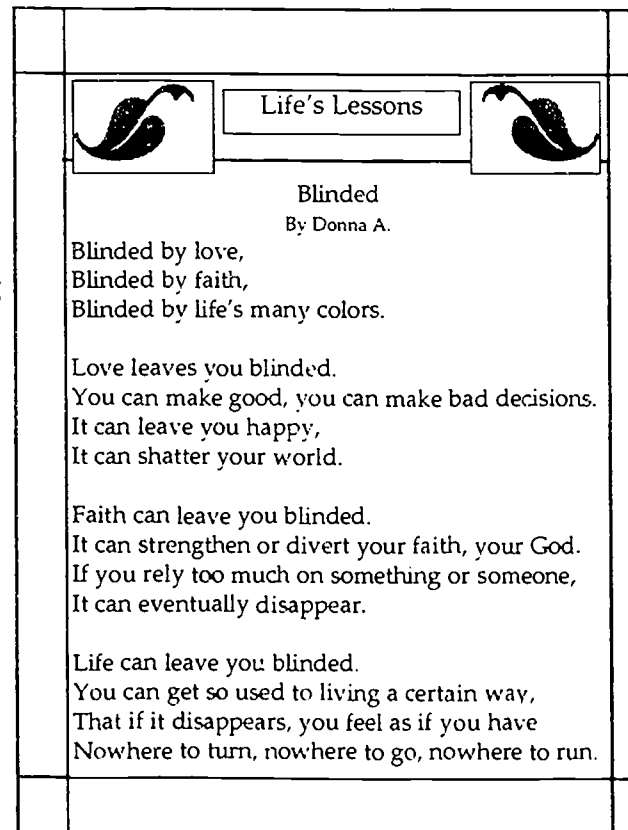 Life's Lessons
Blinded
By Donna A.
Blinded by love,
Blinded by faith,
Blinded by life's many colors.
Love leaves you blinded.
You can make good, you can make bad decisions.
It can leave you happy,
It can shatter your world.
Faith can leave you blinded.
It can strengthen or divert your faith, your God.
If you rely too much on something or someone,
It can eventually disappear.
Life can leave you blinded.
You can get so used to living a certain way,
That if it disappears, you feel as if you have
Nowhere to turn, nowhere to go, nowhere to run.